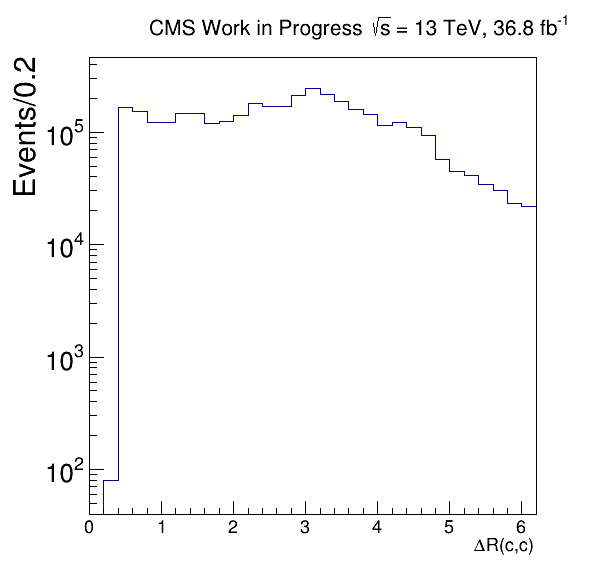 CMS Work in Progress √s = 13 TeV, 36.8 fb⁻¹
Events/0.2
10⁵
10⁴
10³
10²
0 1 2 3 4 5 6
ΔR(c,c)